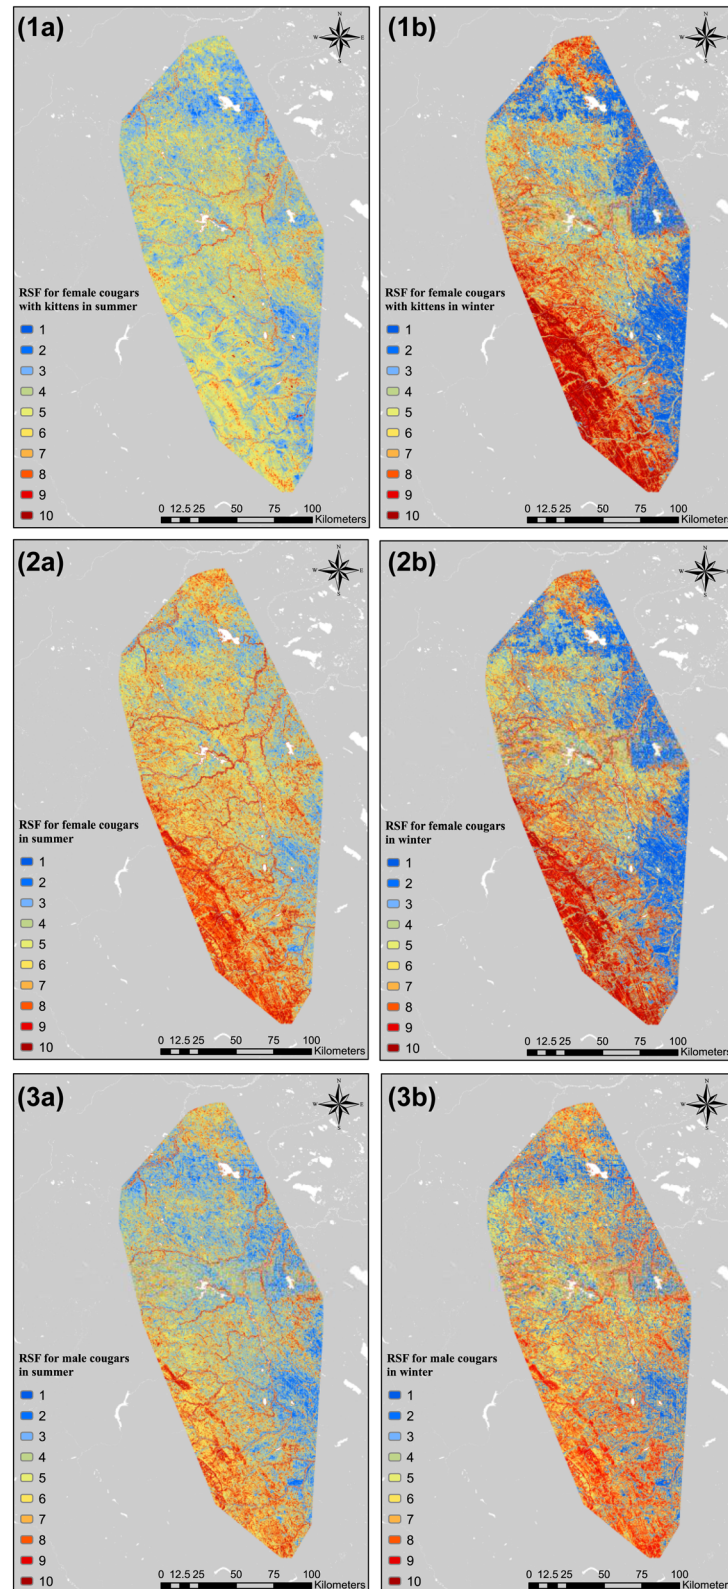 (1a)
N
W E
S
RSF for female cougars
with kittens in summer
1
2
3
4
5
6
7
8
9
10
0 12.5 25 50 75 100
Kilometers
(1b)
N
W E
S
RSF for female cougars
with kittens in winter
1
2
3
4
5
6
7
8
9
10
0 12.5 25 50 75 100
Kilometers
(2a)
N
W E
S
RSF for female cougars
in summer
1
2
3
4
5
6
7
8
9
10
0 12.5 25 50 75 100
Kilometers
(2b)
N
W E
S
RSF for female cougars
in winter
1
2
3
4
5
6
7
8
9
10
0 12.5 25 50 75 100
Kilometers
(3a)
N
W E
S
RSF for male cougars
in summer
1
2
3
4
5
6
7
8
9
10
0 12.5 25 50 75 100
Kilometers
(3b)
N
W E
S
RSF for male cougars
in winter
1
2
3
4
5
6
7
8
9
10
0 12.5 25 50 75 100
Kilometers